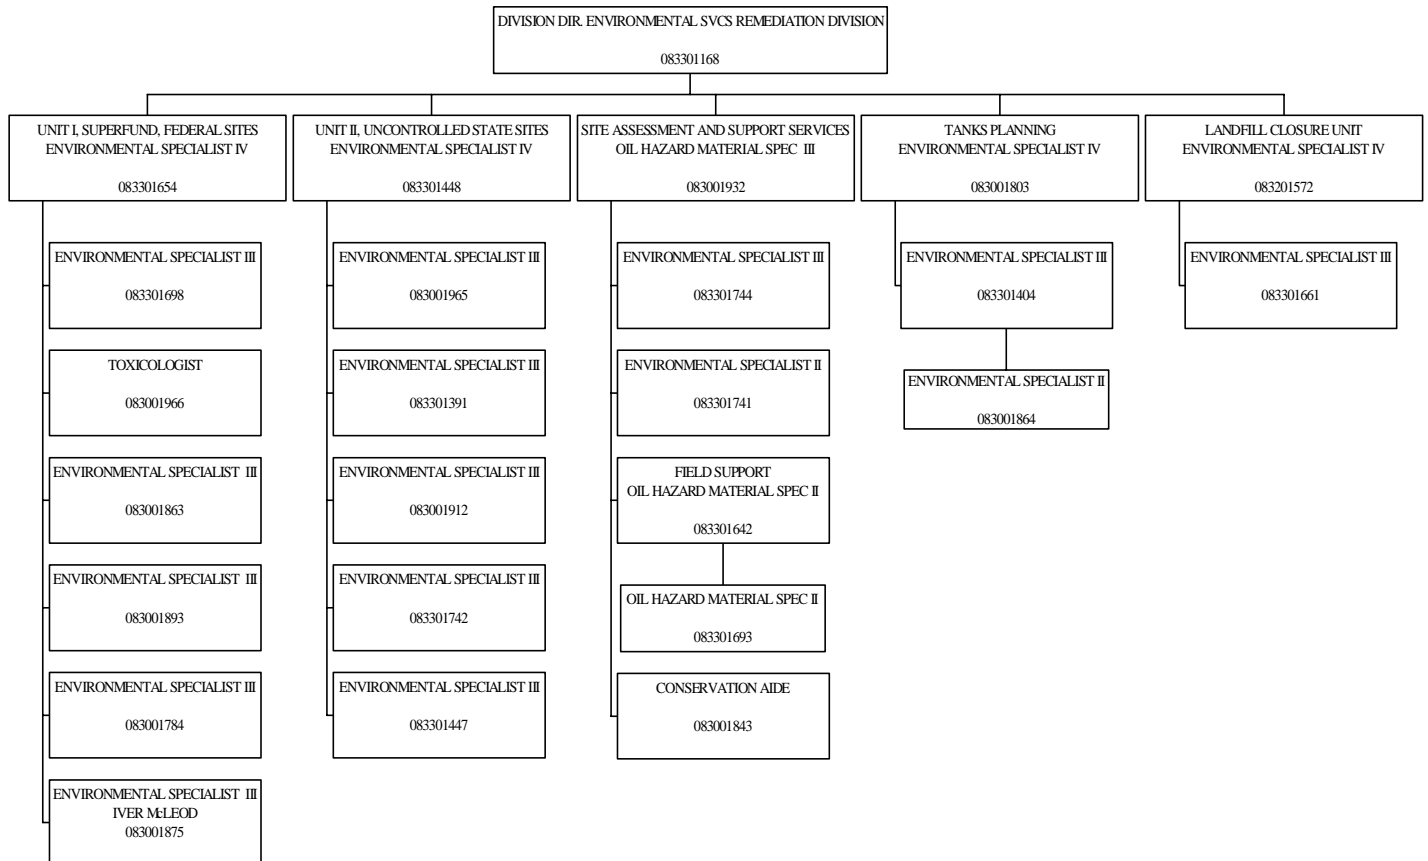 DIVISION DIR. ENVIRONMENTAL SVCS REMEDIATION DIVISION
083301168
UNIT I, SUPERFUND, FEDERAL SITES
ENVIRONMENTAL SPECIALIST IV
083301654
UNIT II, UNCONTROLLED STATE SITES
ENVIRONMENTAL SPECIALIST IV
083301448
SITE ASSESSMENT AND SUPPORT SERVICES
OIL HAZARD MATERIAL SPEC III
083001932
TANKS PLANNING
ENVIRONMENTAL SPECIALIST IV
083001803
LANDFILL CLOSURE UNIT
ENVIRONMENTAL SPECIALIST IV
083201572
ENVIRONMENTAL SPECIALIST III
083301698
TOXICOLOGIST
083001966
ENVIRONMENTAL SPECIALIST III
083001863
ENVIRONMENTAL SPECIALIST III
083001893
ENVIRONMENTAL SPECIALIST III
083001784
ENVIRONMENTAL SPECIALIST III
IVER McLEOD
083001875
ENVIRONMENTAL SPECIALIST III
083001965
ENVIRONMENTAL SPECIALIST III
083301391
ENVIRONMENTAL SPECIALIST III
083001912
ENVIRONMENTAL SPECIALIST III
083301742
ENVIRONMENTAL SPECIALIST III
083301447
ENVIRONMENTAL SPECIALIST III
083301744
ENVIRONMENTAL SPECIALIST II
083301741
FIELD SUPPORT
OIL HAZARD MATERIAL SPEC II
083301642
OIL HAZARD MATERIAL SPEC II
083301693
CONSERVATION AIDE
083001843
ENVIRONMENTAL SPECIALIST III
083301404
ENVIRONMENTAL SPECIALIST II
083001864
ENVIRONMENTAL SPECIALIST III
083301661